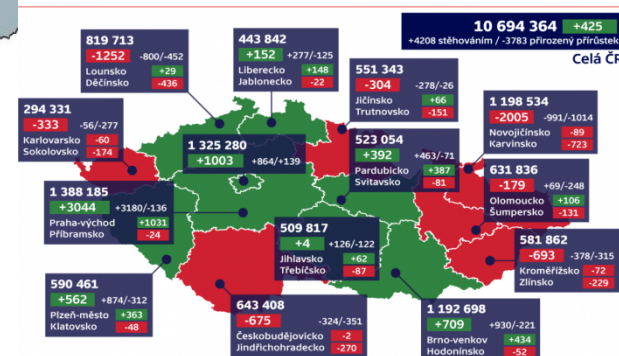 10 694 364 +425
+4208 stěhováním / -3783 přirozený přírůstek
Celá ČR
819 713
-1252 -800/-452
Lounsko +29
Děčínsko -436
443 842
+152 +277/-125
Liberecko +148
Jablonecko -22
551 343
-304 -278/-26
Jičínsko +66
Trutnovsko -151
1 198 534
-2005 -991/-1014
Novojičínsko -89
Karvinsko -723
294 331
-333 -56/-277
Karlovarsko -60
Sokolovsko -174
1 325 280
+1003 +864/+139
523 054
+392 +463/-71
Pardubicko +387
Svitavsko -81
631 836
-179 +69/-248
Olomoucko +106
Šumpersko -131
1 388 185
+3044 +3180/-136
Praha-východ +1031
Příbramsko -24
509 817
+4 +126/-122
Jihlavsko +62
Třebíčsko -87
581 862
-693 -378/-315
Kroměřížsko -72
Zlínsko -229
590 461
+562 +874/-312
Plzeň-město +363
Klatovsko -48
643 408
-675 -324/-351
Českobudějovicko -2
Jindřichohradecko -270
1 192 698
+709 +930/-221
Brno-venkov +434
Hodonínsko -52